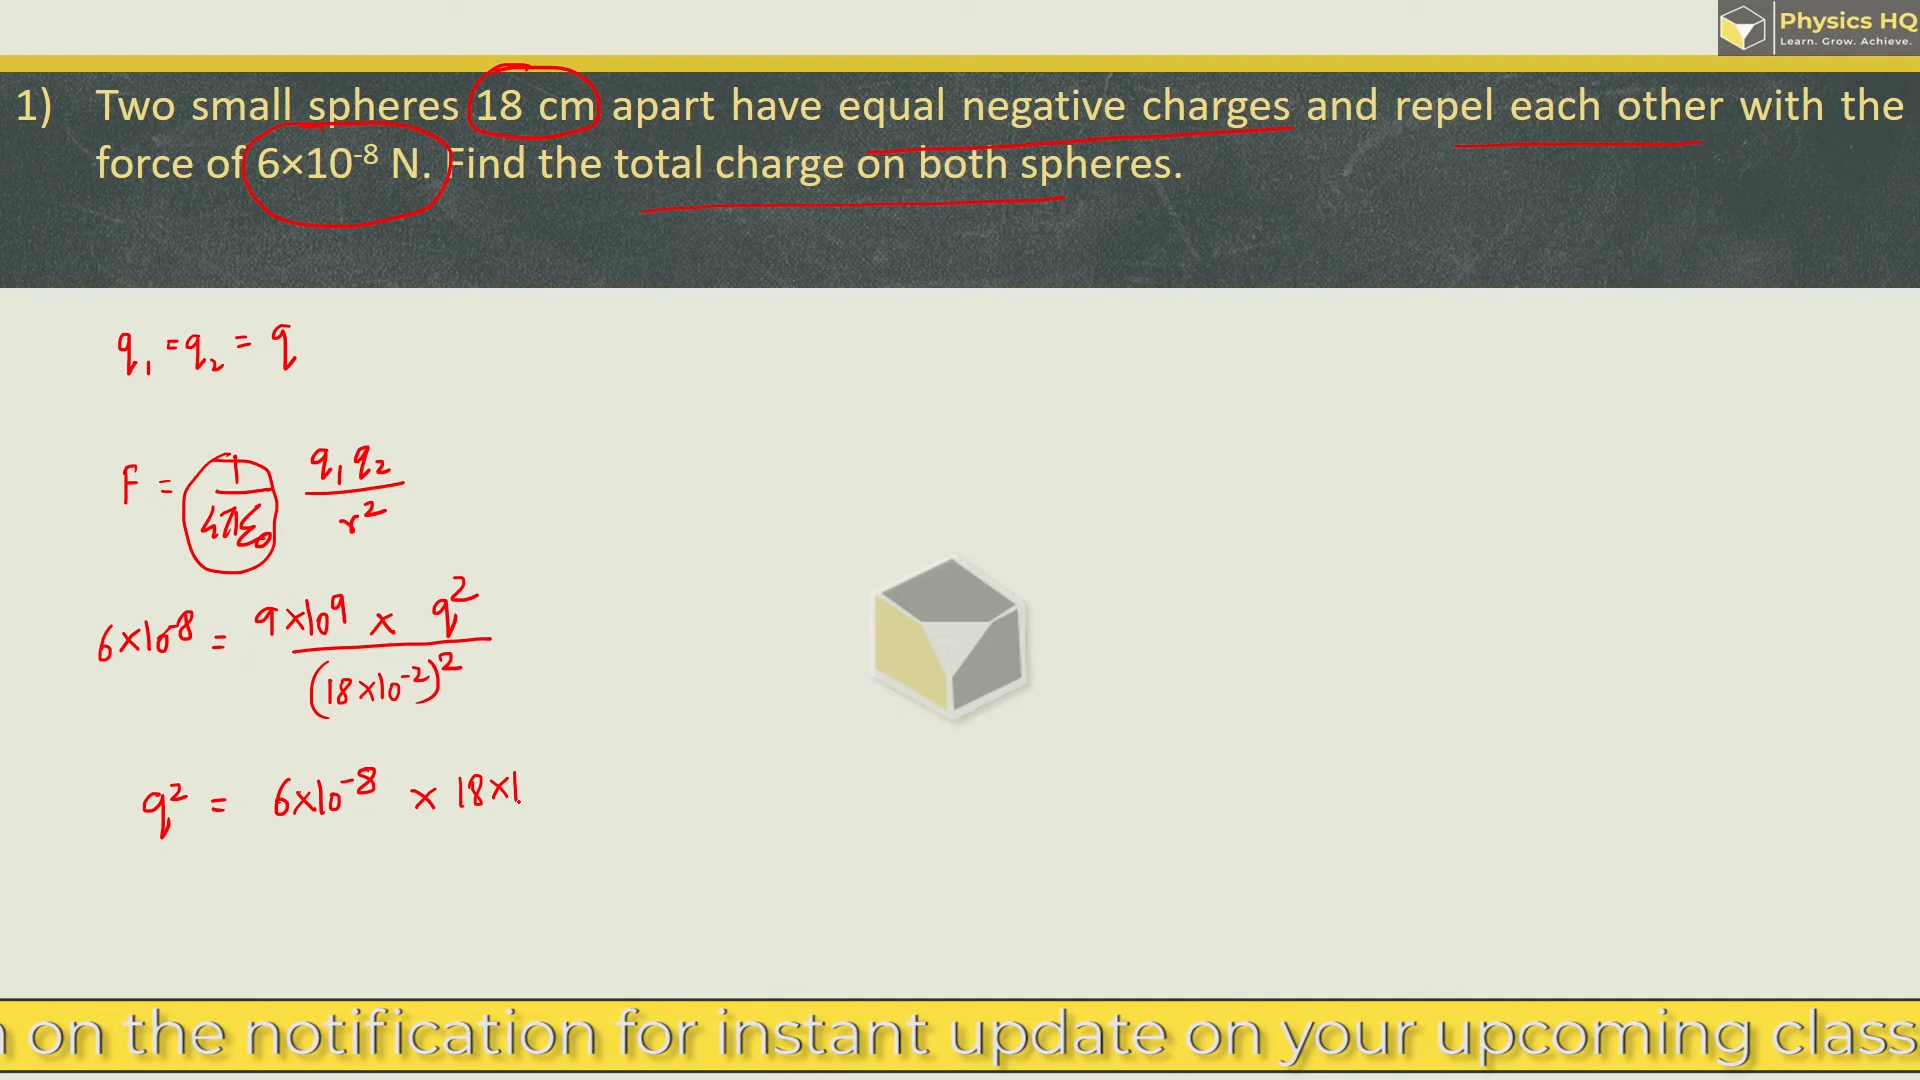 Physics HQ
Learn. Grow. Achieve.
1) Two small spheres 18 cm apart have equal negative charges and repel each other with the
force of 6×10⁻⁸ N. Find the total charge on both spheres.
q₁ = q₂ = q
F = 1/4πε₀ q₁q₂/r²
6×10⁻⁸ = 9×10⁹ × q²/(18×10⁻²)²
q² = 6×10⁻⁸ × 18×1
on the notification for instant update on your upcoming class